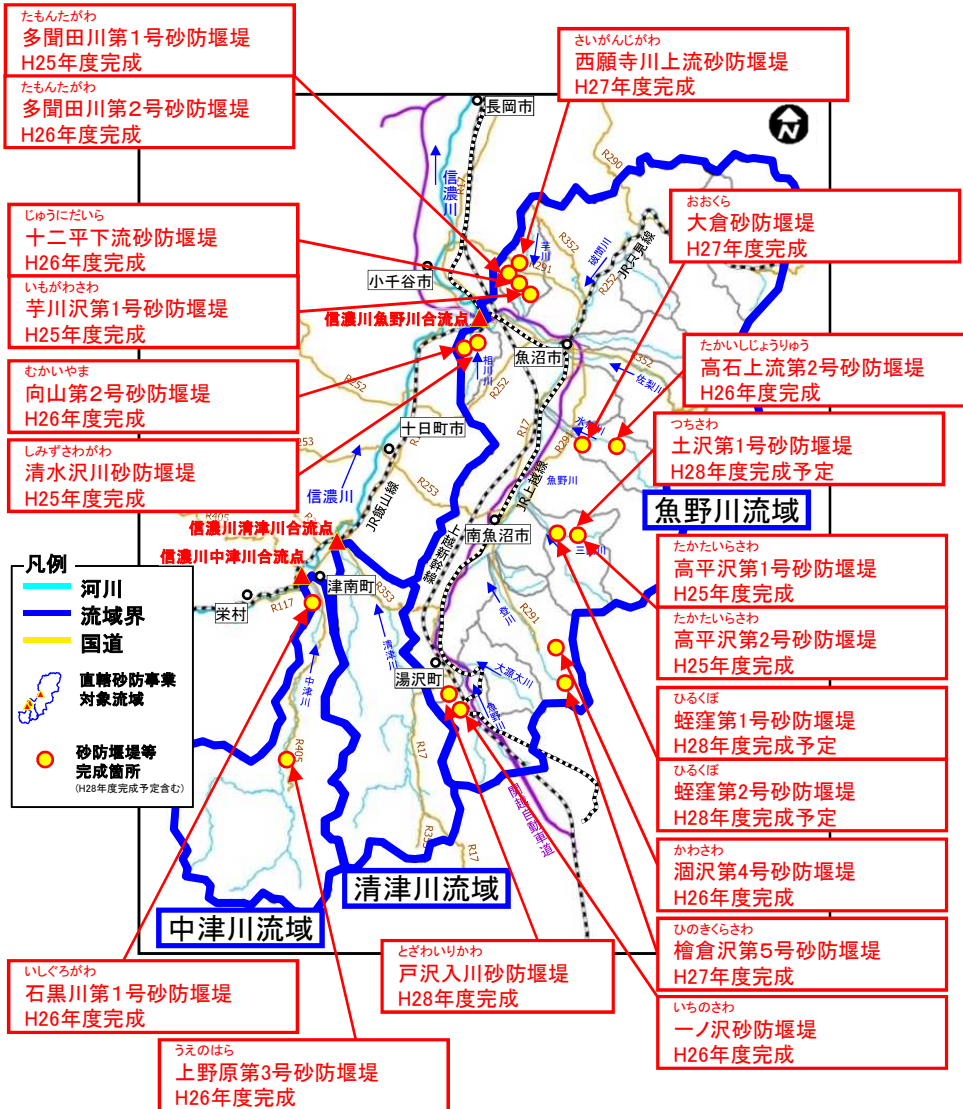 たもんたがわ
多聞田川第1号砂防堰堤
H25年度完成
たもんたがわ
多聞田川第2号砂防堰堤
H26年度完成
さいがんじがわ
西願寺川上流砂防堰堤
H27年度完成
じゅうにだいら
十二平下流砂防堰堤
H26年度完成
いもがわさわ
芋川沢第1号砂防堰堤
H25年度完成
むかいやま
向山第2号砂防堰堤
H26年度完成
しみずさわがわ
清水沢川砂防堰堤
H25年度完成
おおくら
大倉砂防堰堤
H27年度完成
たかいしじょうりゅう
高石上流第2号砂防堰堤
H26年度完成
つちさわ
土沢第1号砂防堰堤
H28年度完成予定
魚野川流域
たかたいらさわ
高平沢第1号砂防堰堤
H25年度完成
たかたいらさわ
高平沢第2号砂防堰堤
H25年度完成
ひるくぼ
蛭窪第1号砂防堰堤
H28年度完成予定
ひるくぼ
蛭窪第2号砂防堰堤
H28年度完成予定
かわさわ
涸沢第4号砂防堰堤
H26年度完成
ひのきくらさわ
檜倉沢第5号砂防堰堤
H27年度完成
いちのさわ
一ノ沢砂防堰堤
H26年度完成
とざわいりかわ
戸沢入川砂防堰堤
H28年度完成
いしぐろがわ
石黒川第1号砂防堰堤
H26年度完成
うえのはら
上野原第3号砂防堰堤
H26年度完成
中津川流域
清津川流域
凡例
河川
流域界
国道
直轄砂防事業
対象流域
砂防堰堤等
完成箇所
(H28年度完成予定含む)
N
長岡市
信濃川
R17
R290
小千谷市
芋川
R352
R291
破間川
JR只見線
R252
信濃川魚野川合流点
魚沼市
相川川
R352
佐梨川
R252
R252
十日町市
R17
R291
R253
信濃川
JR飯山線
R253
魚野川
JR上越線
上越新幹線
南魚沼市
R405
信濃川清津川合流点
信濃川中津川合流点
津南町
栄村
R117
R353
清津川
中津川
登川
R291
湯沢町
大源太川
魚野川
R405
R17
関越自動車道
R353
R17